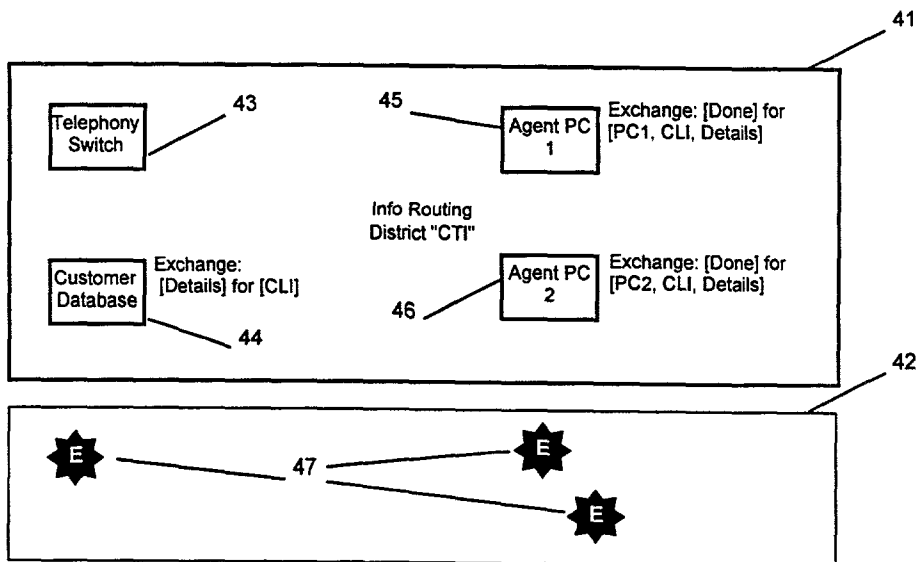 41
Telephony
Switch
43
45
Agent PC
1
Exchange: [Done] for
[PC1, CLI, Details]
Info Routing
District "CTI"
Customer
Database
Exchange:
[Details] for [CLI]
44
46
Agent PC
2
Exchange: [Done] for
[PC2, CLI, Details]
42
E
47
E
E